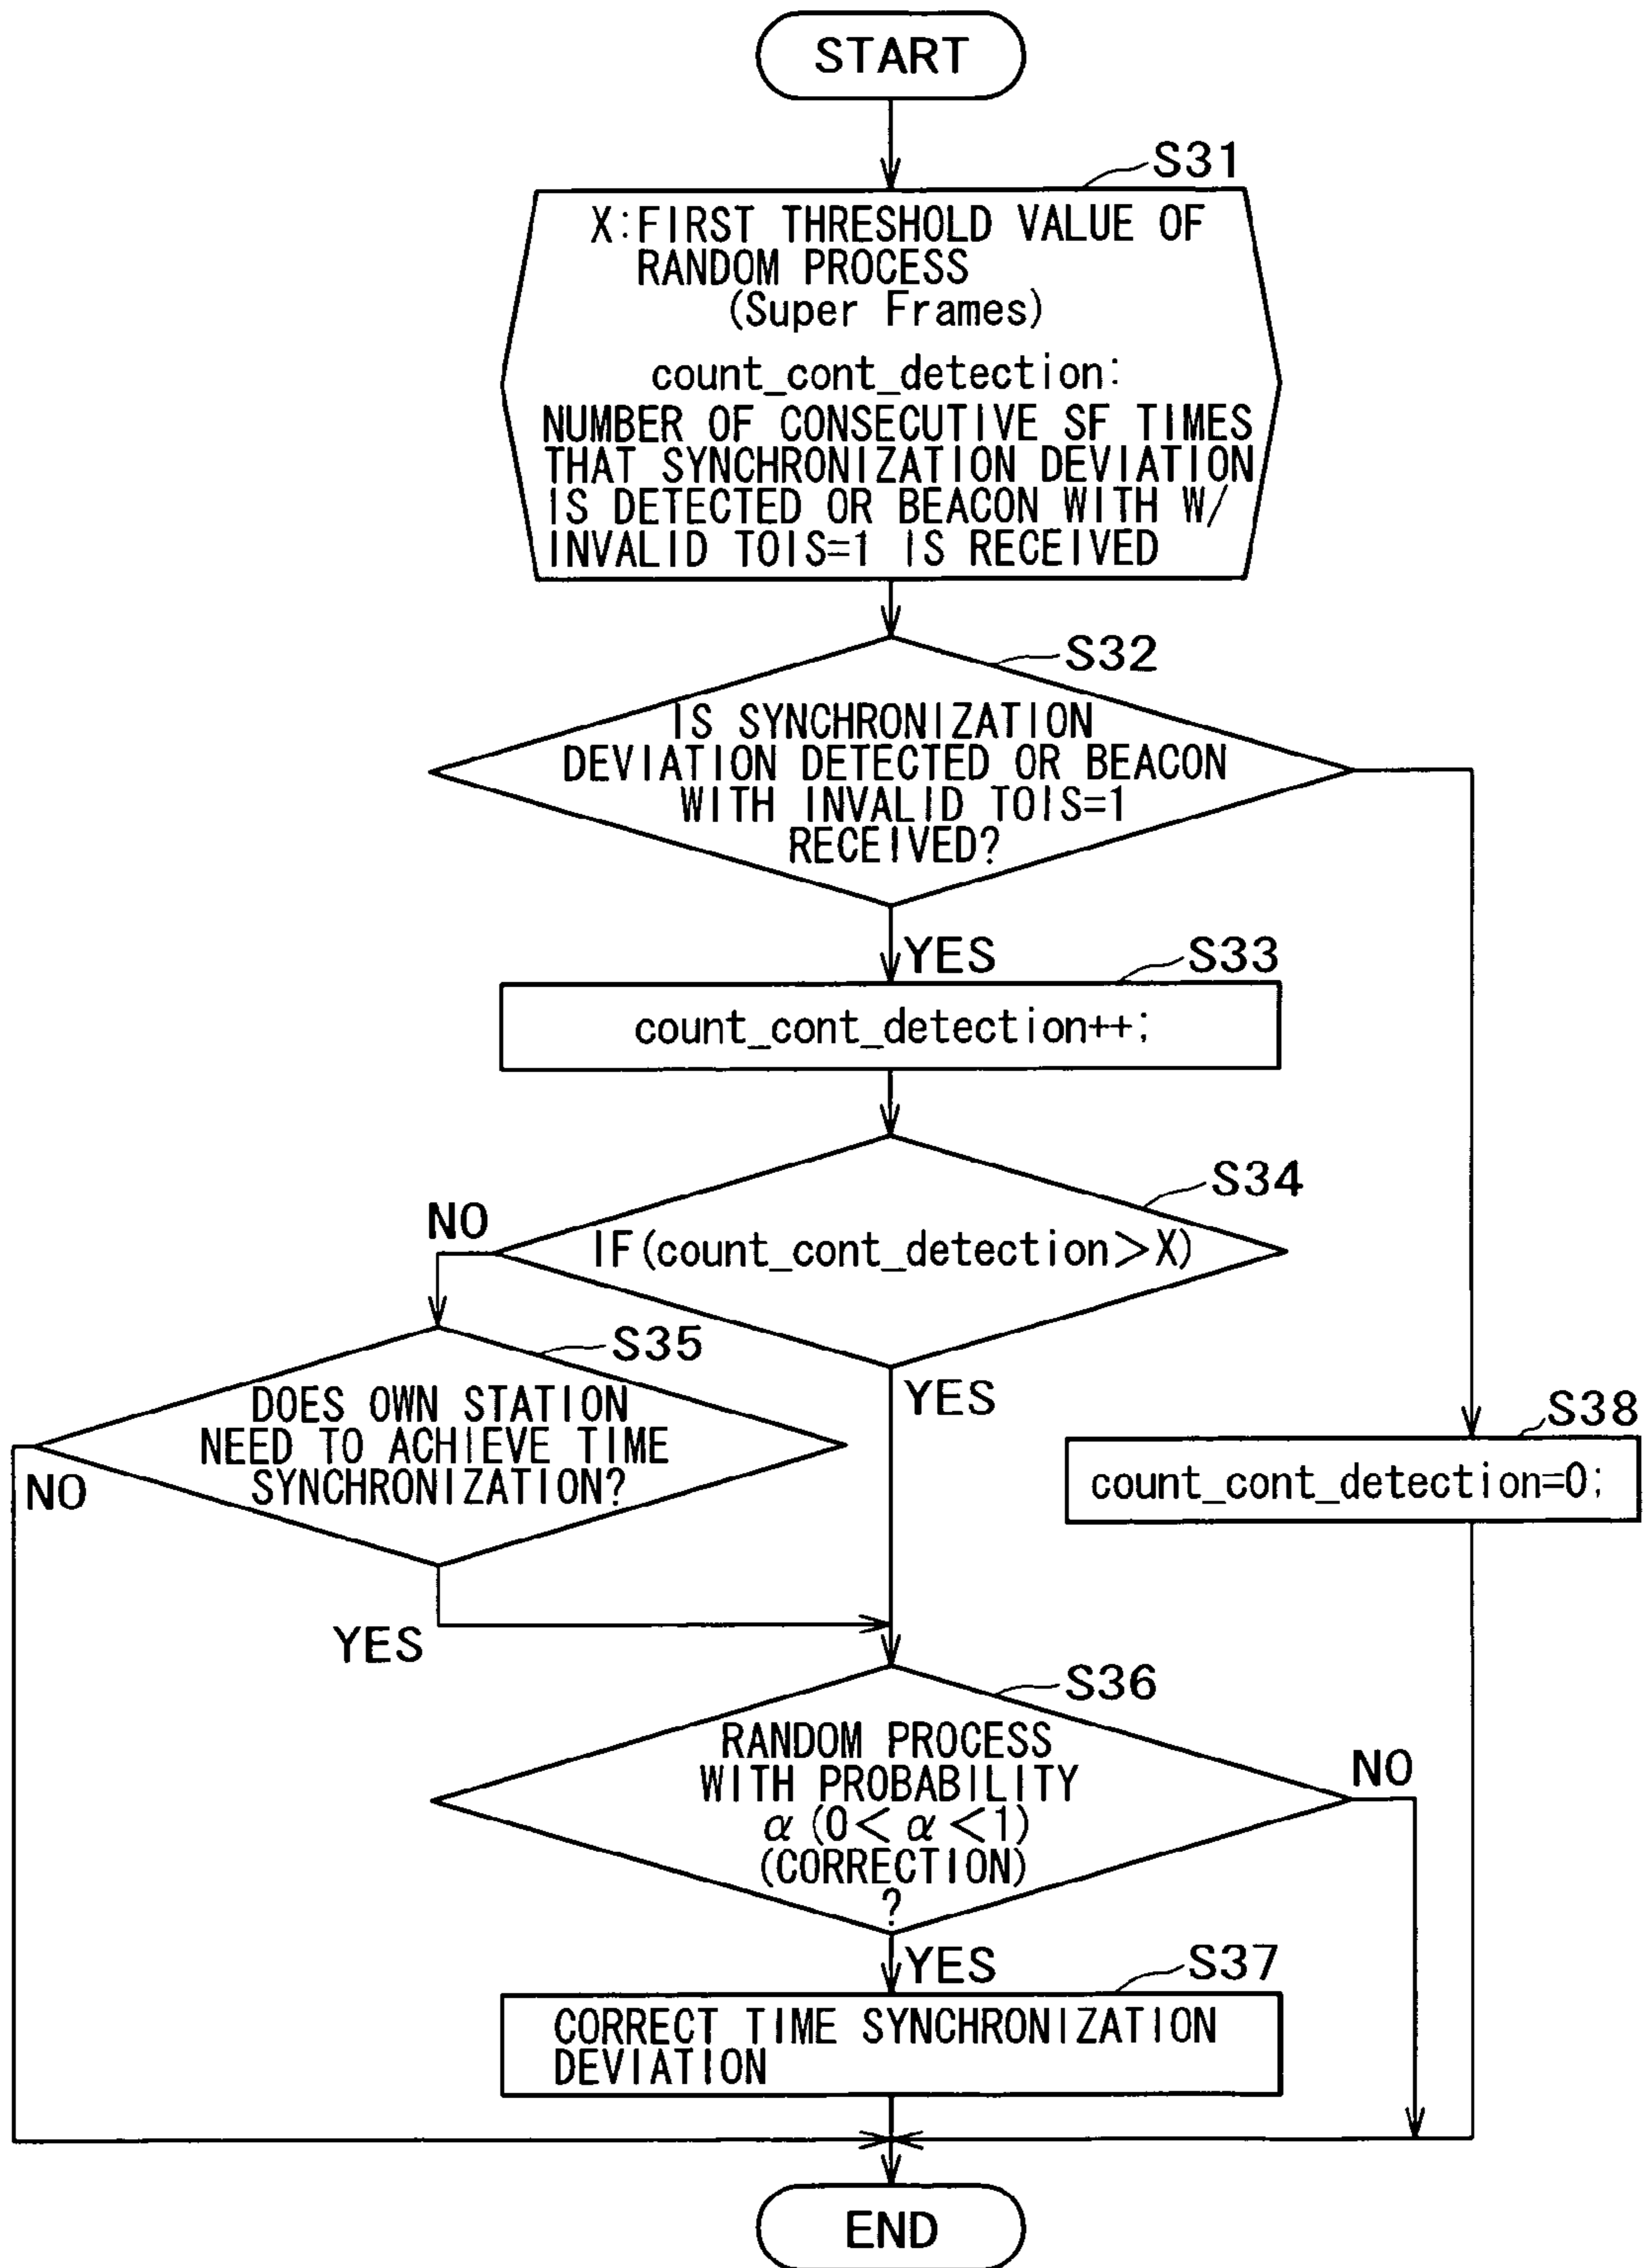 START
S31
X:FIRST THRESHOLD VALUE OF
RANDOM PROCESS
(Super Frames)
count_cont_detection:
NUMBER OF CONSECUTIVE SF TIMES
THAT SYNCHRONIZATION DEVIATION
IS DETECTED OR BEACON WITH W/
INVALID TOIS=1 IS RECEIVED
S32
IS SYNCHRONIZATION
DEVIATION DETECTED OR BEACON
WITH INVALID TOIS=1
RECEIVED?
YES
S33
count_cont_detection++;
S34
NO
IF(count_cont_detection>X)
S35
YES
DOES OWN STATION
NEED TO ACHIEVE TIME
SYNCHRONIZATION?
NO
S38
count_cont_detection=0;
YES
S36
RANDOM PROCESS
WITH PROBABILITY
α (0< α <1)
(CORRECTION)
?
NO
YES
S37
CORRECT TIME SYNCHRONIZATION
DEVIATION
END